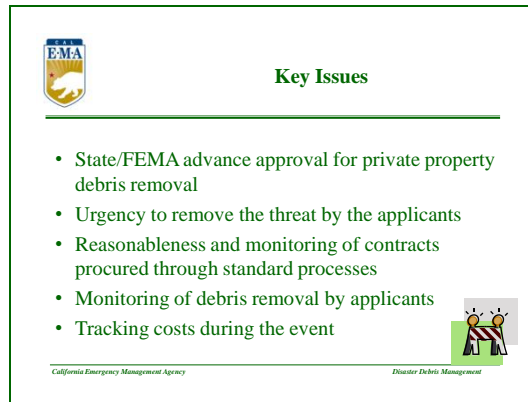 CAL
E·M·A
Key Issues
• State/FEMA advance approval for private property
debris removal
• Urgency to remove the threat by the applicants
• Reasonableness and monitoring of contracts
procured through standard processes
• Monitoring of debris removal by applicants
• Tracking costs during the event
California Emergency Management Agency
Disaster Debris Management